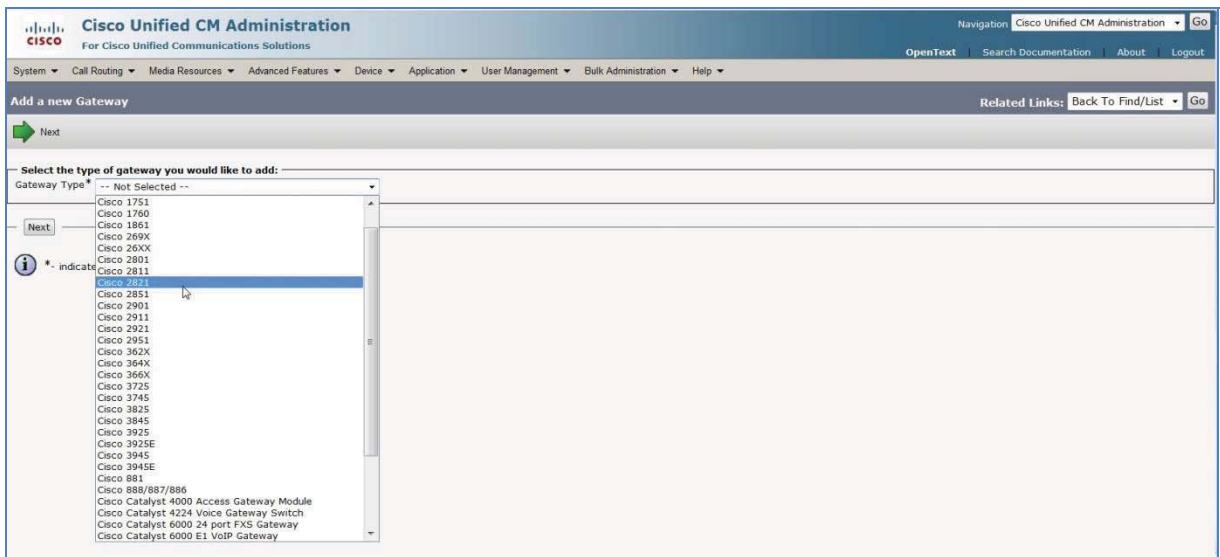 Cisco Unified CM Administration
For Cisco Unified Communications Solutions
CISCO
Navigation Cisco Unified CM Administration Go
OpenText Search Documentation About Logout
System Call Routing Media Resources Advanced Features Device Application User Management Bulk Administration Help
Add a new Gateway
Related Links: Back To Find/List Go
Next
Select the type of gateway you would like to add:
Gateway Type* -- Not Selected --
Cisco 1751
Cisco 1760
Next
Cisco 1861
Cisco 269X
Cisco 26XX
Cisco 2801
*- indicate
Cisco 2811
Cisco 2821
Cisco 2851
Cisco 2901
Cisco 2911
Cisco 2921
Cisco 2951
Cisco 362X
Cisco 364X
Cisco 366X
Cisco 3725
Cisco 3745
Cisco 3825
Cisco 3845
Cisco 3925
Cisco 3925E
Cisco 3945
Cisco 3945E
Cisco 881
Cisco 888/887/886
Cisco Catalyst 4000 Access Gateway Module
Cisco Catalyst 4224 Voice Gateway Switch
Cisco Catalyst 6000 24 port FXS Gateway
Cisco Catalyst 6000 E1 VoIP Gateway